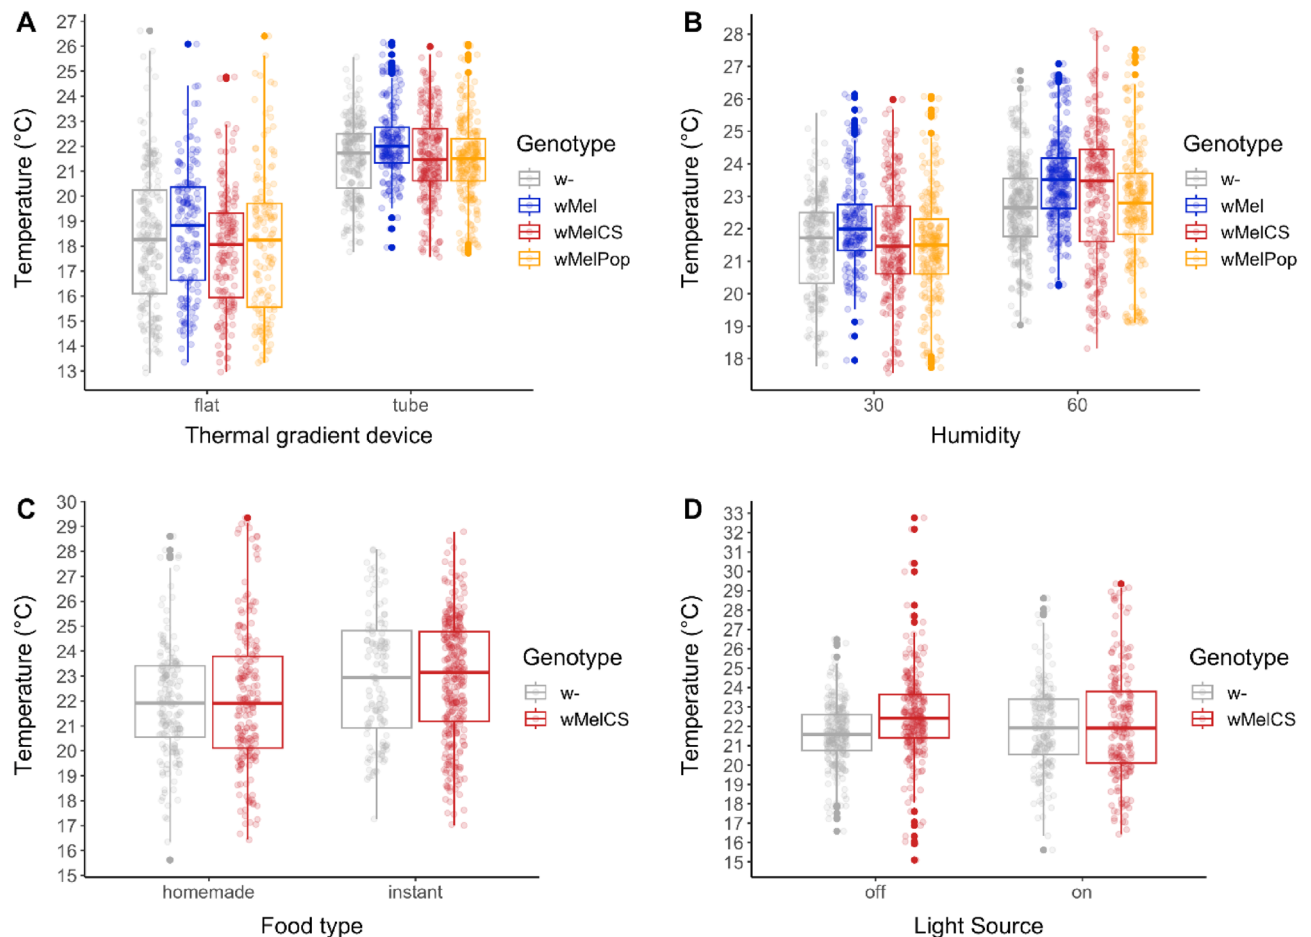 A
Temperature (°C)
27
26
25
24
23
22
21
20
19
18
17
16
15
14
13
flat
tube
Thermal gradient device
Genotype
w-
wMel
wMelCS
wMelPop
B
Temperature (°C)
28
27
26
25
24
23
22
21
20
19
18
30
60
Humidity
Genotype
w-
wMel
wMelCS
wMelPop
C
Temperature (°C)
30
29
28
27
26
25
24
23
22
21
20
19
18
17
16
15
homemade
instant
Food type
Genotype
w-
wMelCS
D
Temperature (°C)
33
32
31
30
29
28
27
26
25
24
23
22
21
20
19
18
17
16
15
off
on
Light Source
Genotype
w-
wMelCS